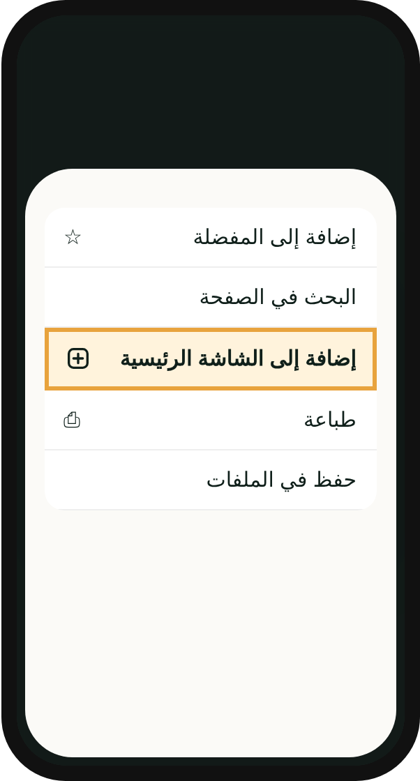 إضافة إلى المفضلة
البحث في الصفحة
إضافة إلى الشاشة الرئيسية
طباعة
حفظ في الملفات